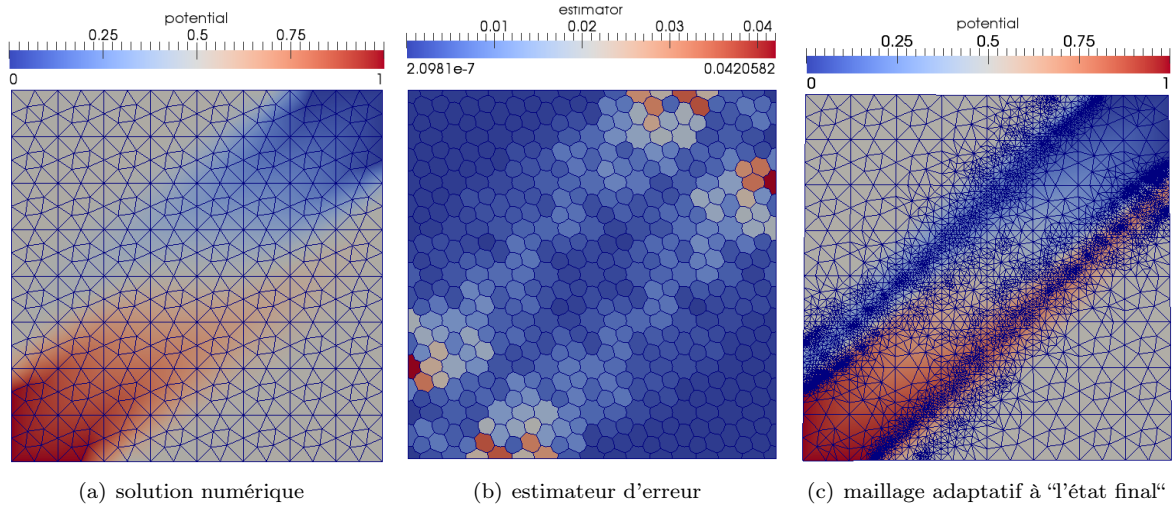 potential
0.25 0.5 0.75
0 1
estimator
0.01 0.02 0.03 0.04
2.0981e-7 0.0420582
potential
0.25 0.5 0.75
0 1
(a) solution numérique
(b) estimateur d'erreur
(c) maillage adaptatif à “l'état final“